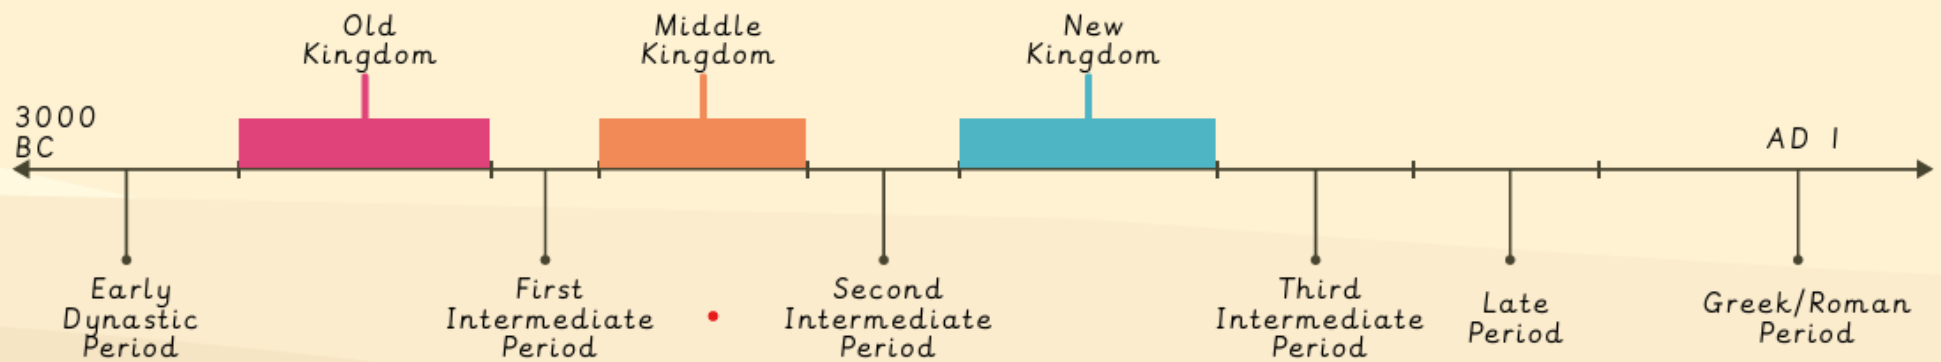 Old
Kingdom
Middle
Kingdom
New
Kingdom
3000
BC
AD 1
Early
Dynastic
Period
First
Intermediate
Period
Second
Intermediate
Period
Third
Intermediate
Period
Late
Period
Greek/Roman
Period